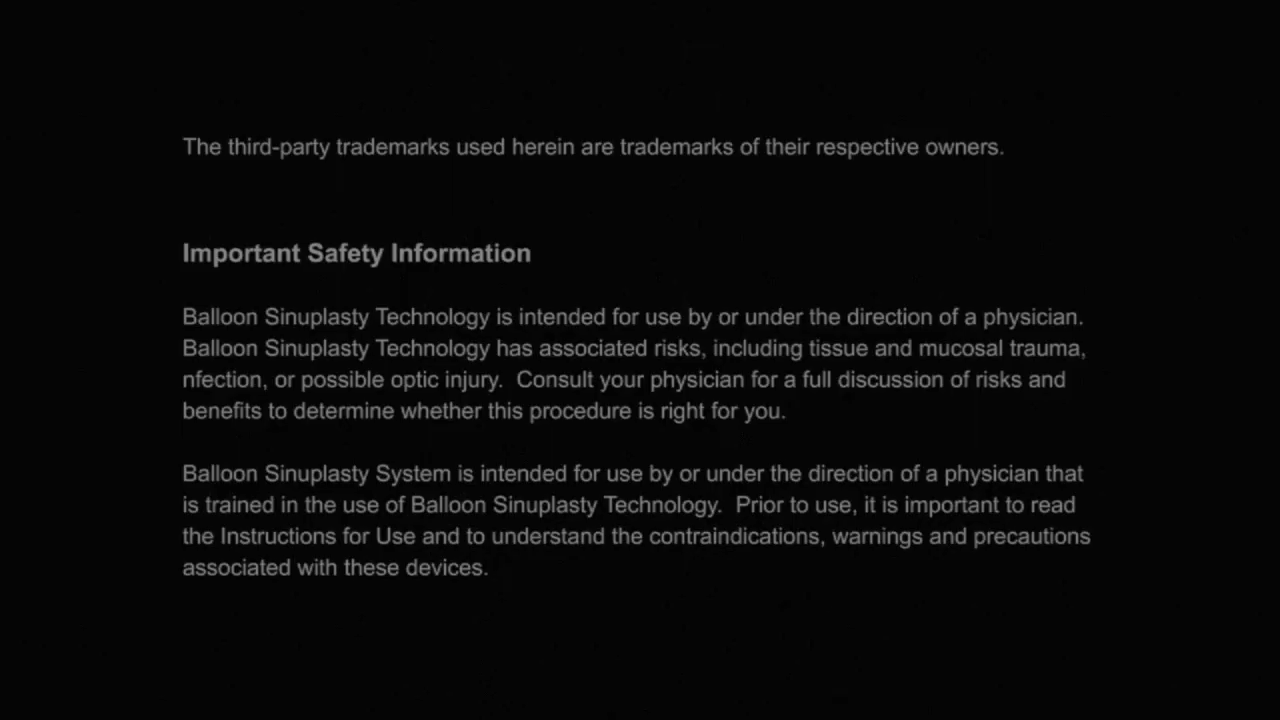 The third-party trademarks used herein are trademarks of their respective owners.
Important Safety Information
Balloon Sinuplasty Technology is intended for use by or under the direction of a physician.
Balloon Sinuplasty Technology has associated risks, including tissue and mucosal trauma,
nfection, or possible optic injury.  Consult your physician for a full discussion of risks and
benefits to determine whether this procedure is right for you.
Balloon Sinuplasty System is intended for use by or under the direction of a physician that
is trained in the use of Balloon Sinuplasty Technology.  Prior to use, it is important to read
the Instructions for Use and to understand the contraindications, warnings and precautions
associated with these devices.